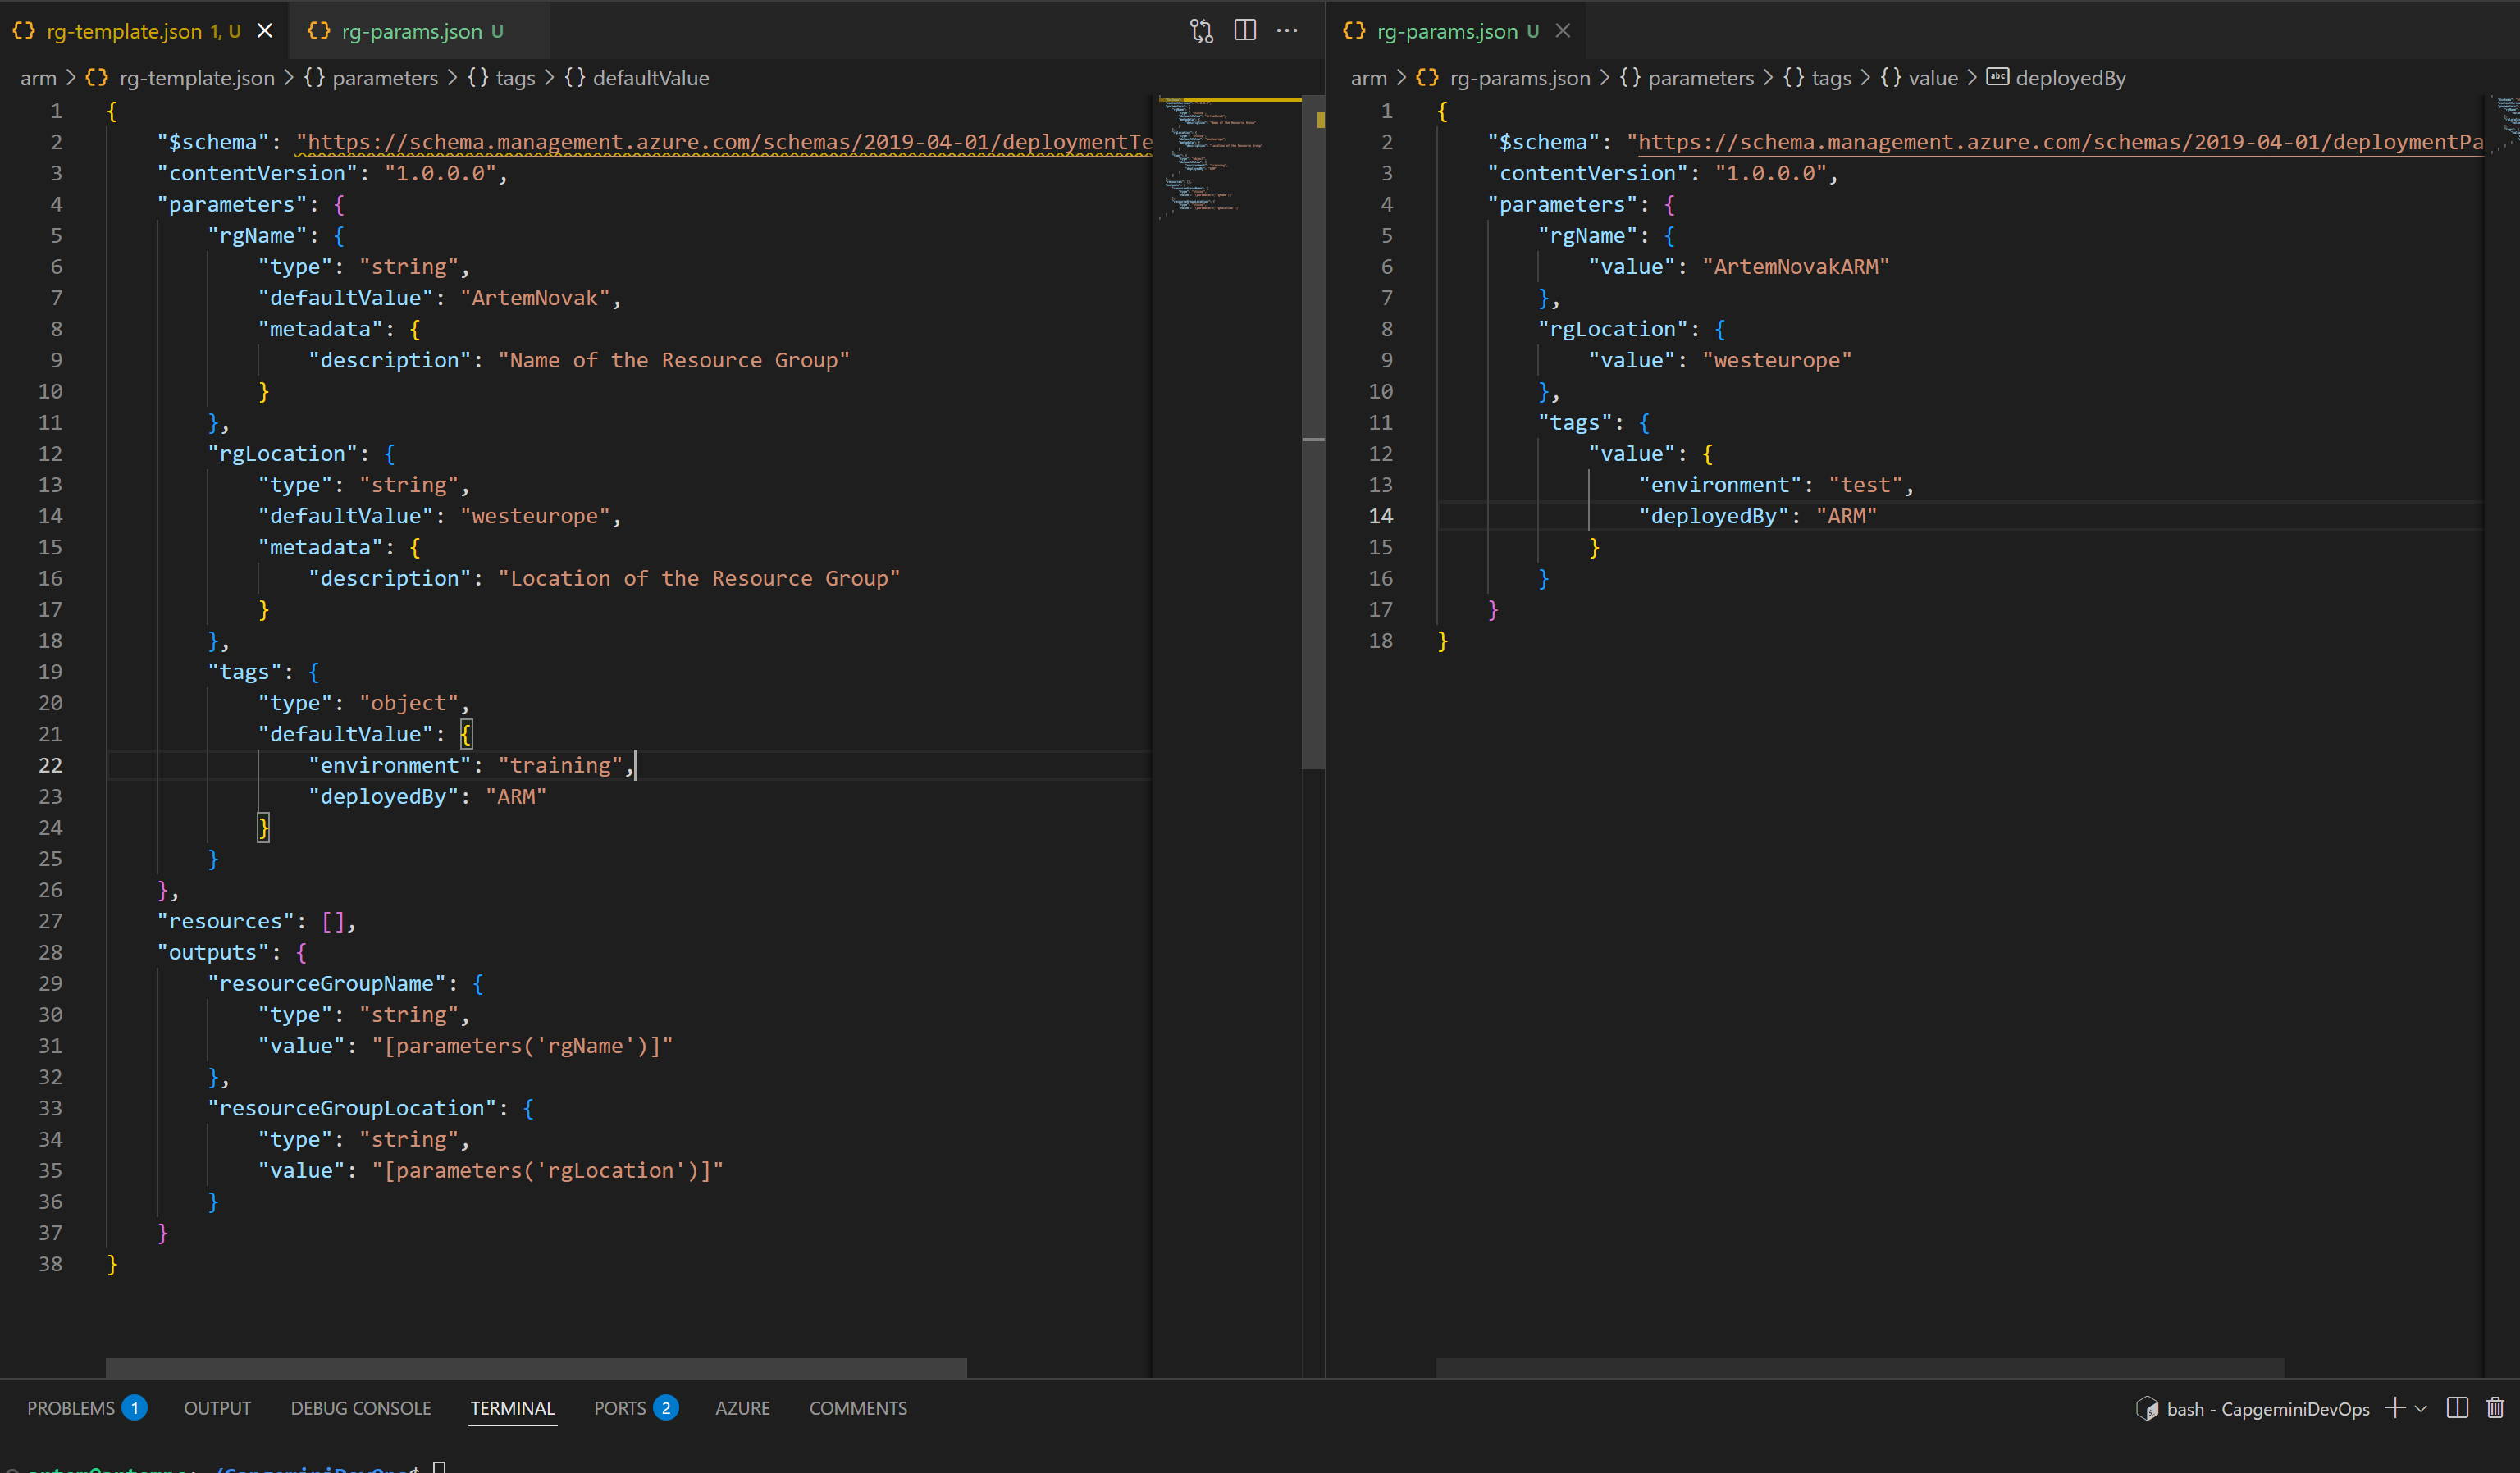 rg-template.json 1, U
rg-params.json U
arm > rg-template.json > {} parameters > {} tags > {} defaultValue
1 {
2 "$schema": "https://schema.management.azure.com/schemas/2019-04-01/deploymentTe
3 "contentVersion": "1.0.0.0",
4 "parameters": {
5 "rgName": {
6 "type": "string",
7 "defaultValue": "ArtemNovak",
8 "metadata": {
9 "description": "Name of the Resource Group"
10 }
11 },
12 "rgLocation": {
13 "type": "string",
14 "defaultValue": "westeurope",
15 "metadata": {
16 "description": "Location of the Resource Group"
17 }
18 },
19 "tags": {
20 "type": "object",
21 "defaultValue": {
22 "environment": "training",
23 "deployedBy": "ARM"
24 }
25 }
26 },
27 "resources": [],
28 "outputs": {
29 "resourceGroupName": {
30 "type": "string",
31 "value": "[parameters('rgName')]"
32 },
33 "resourceGroupLocation": {
34 "type": "string",
35 "value": "[parameters('rgLocation')]"
36 }
37 }
38 }
rg-params.json U
arm > rg-params.json > {} parameters > {} tags > {} value > abc deployedBy
1 {
2 "$schema": "https://schema.management.azure.com/schemas/2019-04-01/deploymentPa
3 "contentVersion": "1.0.0.0",
4 "parameters": {
5 "rgName": {
6 "value": "ArtemNovakARM"
7 },
8 "rgLocation": {
9 "value": "westeurope"
10 },
11 "tags": {
12 "value": {
13 "environment": "test",
14 "deployedBy": "ARM"
15 }
16 }
17 }
18 }
PROBLEMS 1 OUTPUT DEBUG CONSOLE TERMINAL PORTS 2 AZURE COMMENTS
bash - CapgeminiDevOps